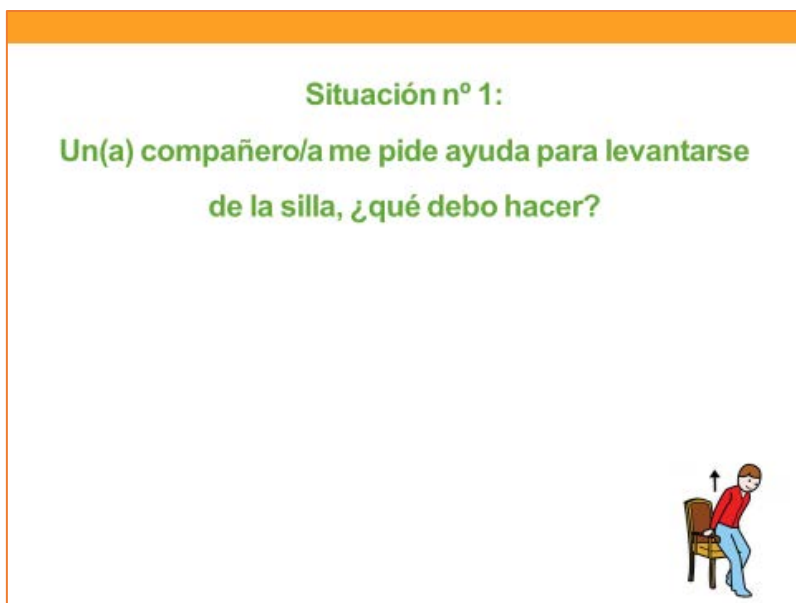 Situación nº 1:
Un(a) compañero/a me pide ayuda para levantarse
de la silla, ¿qué debo hacer?